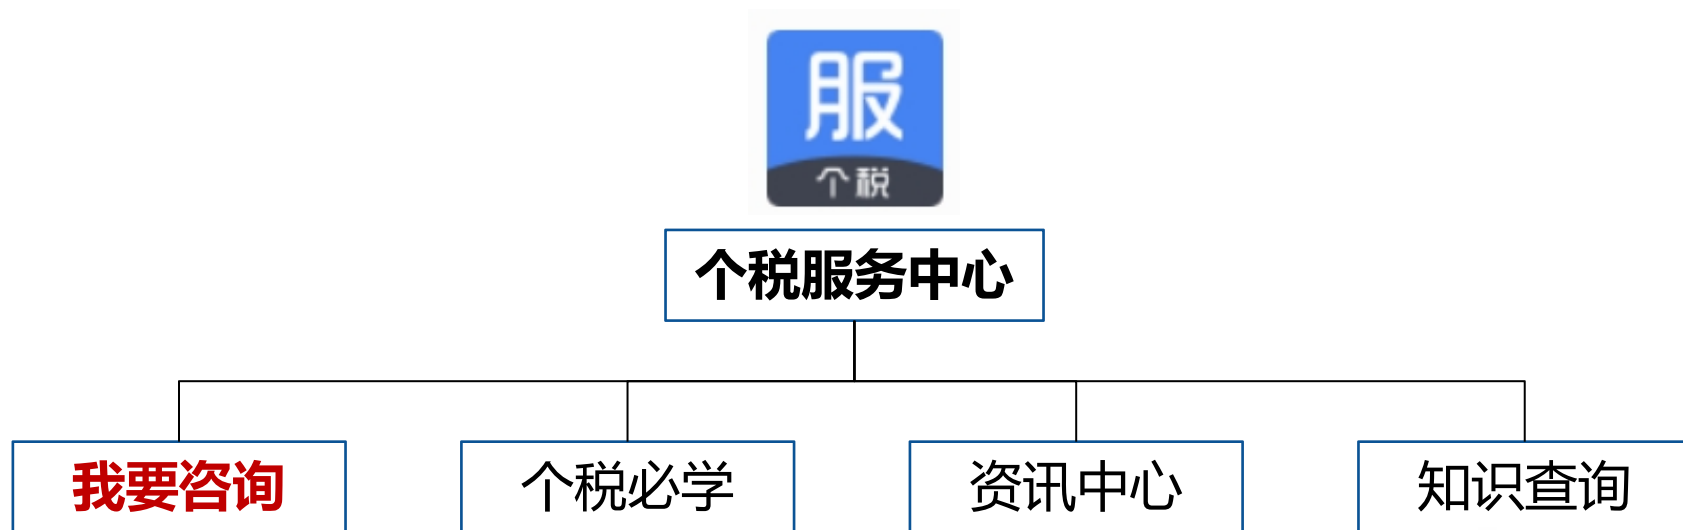 服
个税
个税服务中心
我要咨询
个税必学
资讯中心
知识查询